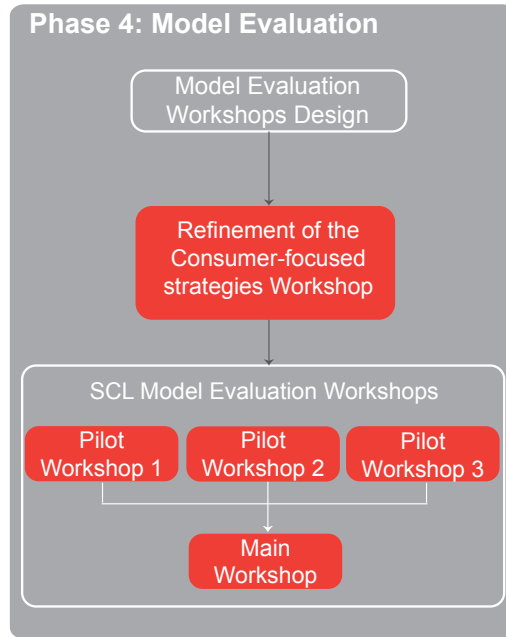 Phase 4: Model Evaluation
Model Evaluation
Workshops Design
Refinement of the
Consumer-focused
strategies Workshop
SCL Model Evaluation Workshops
Pilot
Workshop 1
Pilot
Workshop 2
Pilot
Workshop 3
Main
Workshop